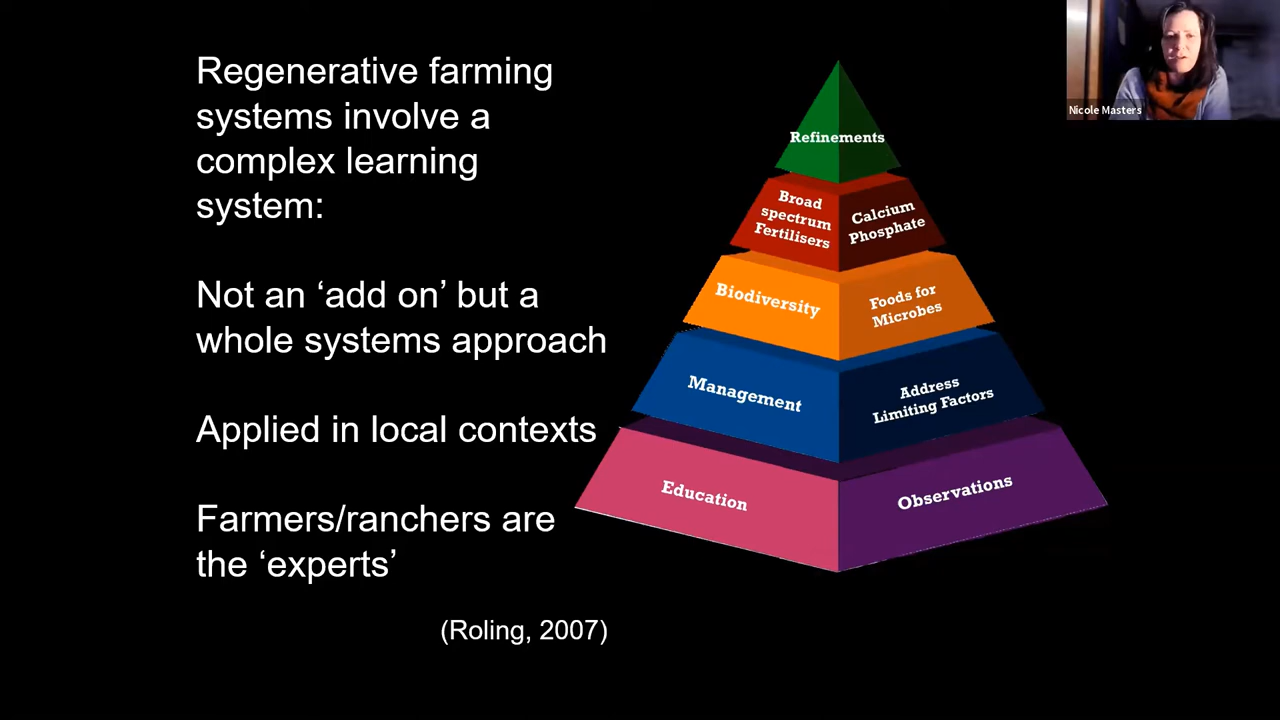 Regenerative farming
systems involve a
complex learning
system:
Not an ‘add on’ but a
whole systems approach
Applied in local contexts
Farmers/ranchers are
the ‘experts’
(Roling, 2007)
Refinements
Broad
spectrum
Fertilisers
Calcium
Phosphate
Biodiversity
Foods for
Microbes
Management
Address
Limiting Factors
Education
Observations
Nicole Masters